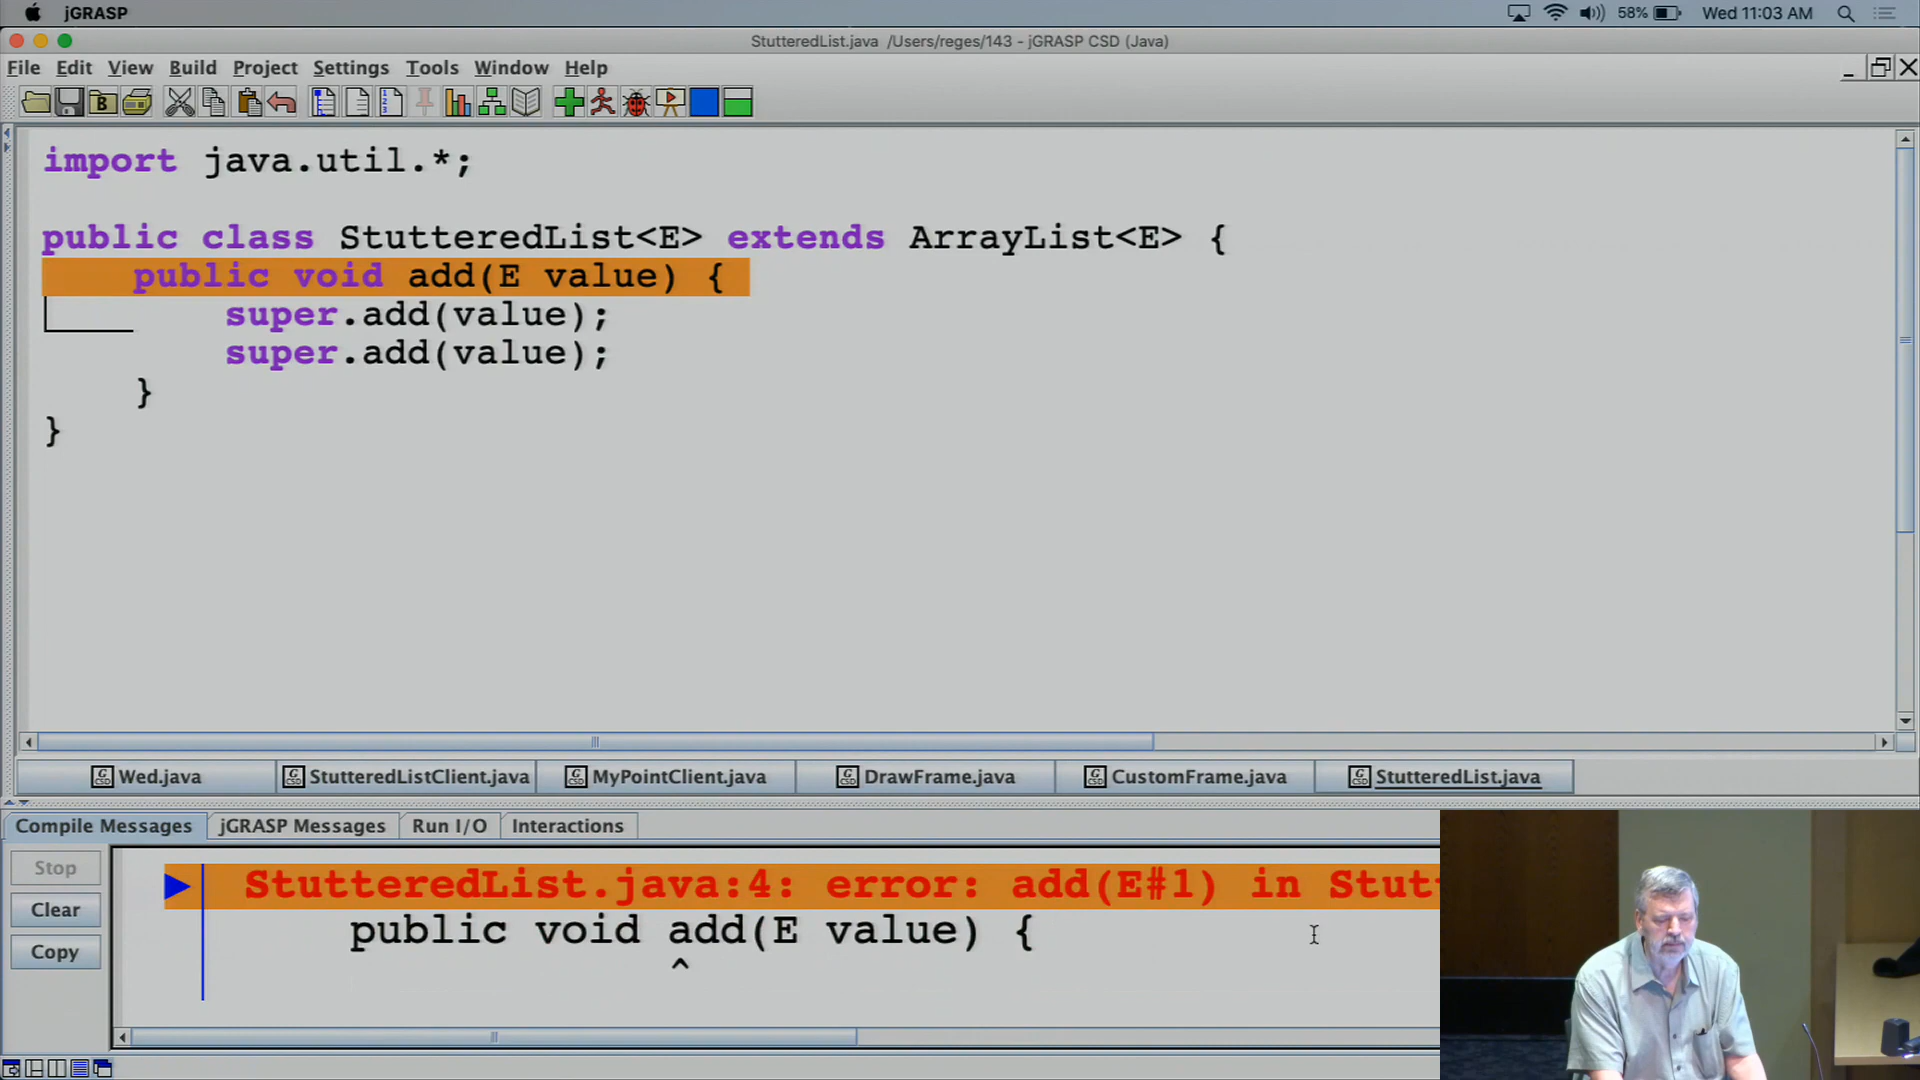 jGRASP
58%
Wed 11:03 AM
StutteredList.java /Users/reges/143 - jGRASP CSD (Java)
File Edit View Build Project Settings Tools Window Help
import java.util.*;
public class StutteredList<E> extends ArrayList<E> {
public void add(E value) {
super.add(value);
super.add(value);
}
}
Wed.java
StutteredListClient.java
MyPointClient.java
DrawFrame.java
CustomFrame.java
StutteredList.java
Compile Messages
jGRASP Messages
Run I/O
Interactions
Stop
Clear
Copy
StutteredList.java:4: error: add(E#1) in Stutt
public void add(E value) {
^